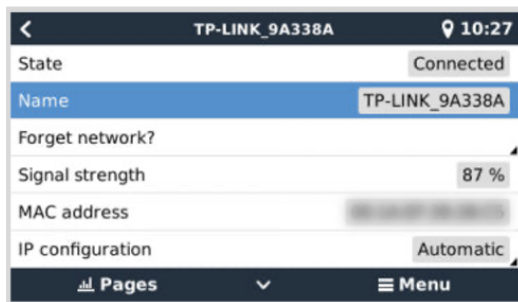 TP-LINK_9A338A 10:27
State Connected
Name TP-LINK_9A338A
Forget network?
Signal strength 87 %
MAC address
IP configuration Automatic
Pages Menu